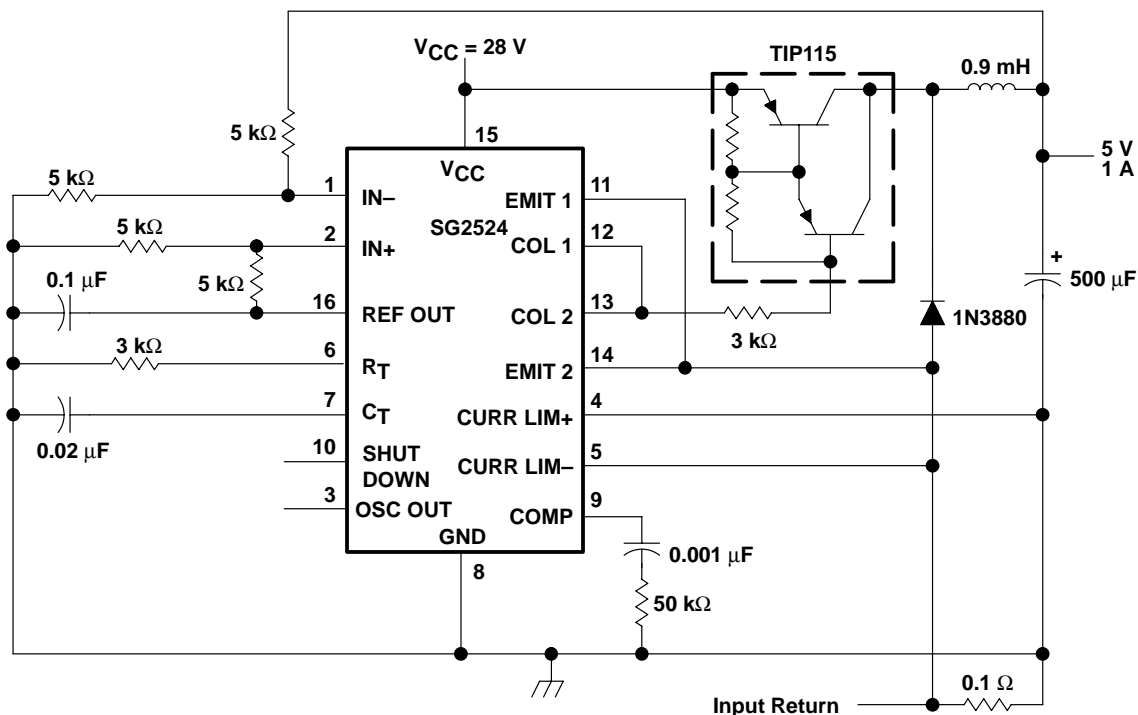 VCC = 28 V
TIP115
0.9 mH
5 kΩ
5 V
1 A
5 kΩ
15
VCC
SG2524
1
IN–
EMIT 1
11
5 kΩ
2
IN+
COL 1
12
0.1 µF
5 kΩ
16
REF OUT
COL 2
13
3 kΩ
+
500 µF
1N3880
3 kΩ
6
RT
EMIT 2
14
7
CT
CURR LIM+
4
0.02 µF
10
SHUT
DOWN
CURR LIM–
5
3
OSC OUT
COMP
9
GND
8
0.001 µF
50 kΩ
Input Return
0.1 Ω